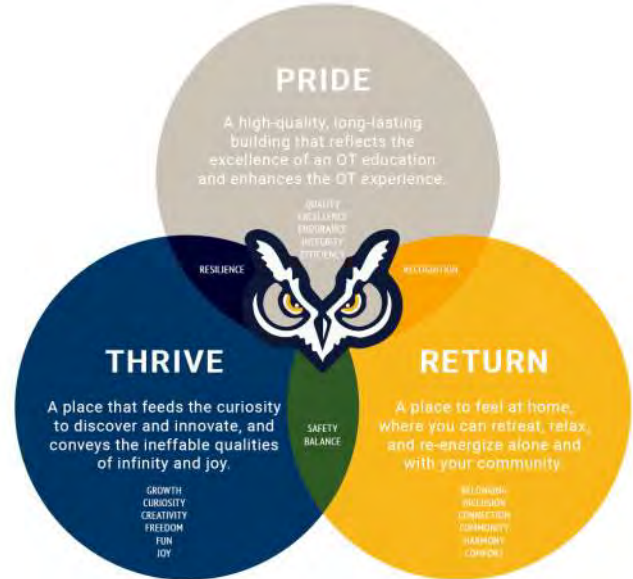 PRIDE
A high-quality, long-lasting
building that reflects the
excellence of an OT education
and enhances the OT experience.
QUALITY
EXCELLENCE
ENDURANCE
INTEGRITY
EFFICIENCY
RESILIENCE
RECOGNITION
THRIVE
A place that feeds the curiosity
to discover and innovate, and
conveys the ineffable qualities
of infinity and joy.
GROWTH
CURIOSITY
CREATIVITY
FREEDOM
FUN
JOY
SAFETY
BALANCE
RETURN
A place to feel at home,
where you can retreat, relax,
and re-energize alone and
with your community.
BELONGING
INCLUSION
CONNECTION
COMMUNITY
HARMONY
COMFORT